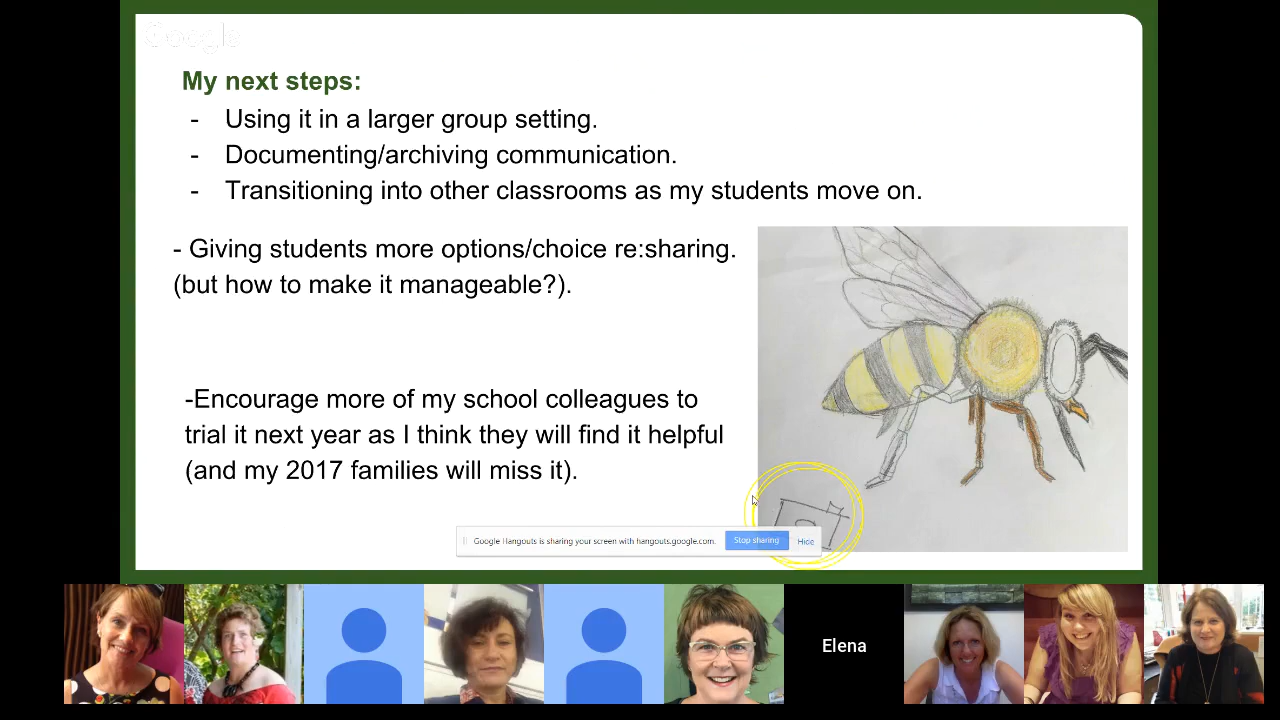 Google
My next steps:
- Using it in a larger group setting.
- Documenting/archiving communication.
- Transitioning into other classrooms as my students move on.
- Giving students more options/choice re:sharing.
(but how to make it manageable?).
-Encourage more of my school colleagues to
trial it next year as I think they will find it helpful
(and my 2017 families will miss it).
Google Hangouts is sharing your screen with hangouts.google.com.
Stop sharing
Hide
Elena